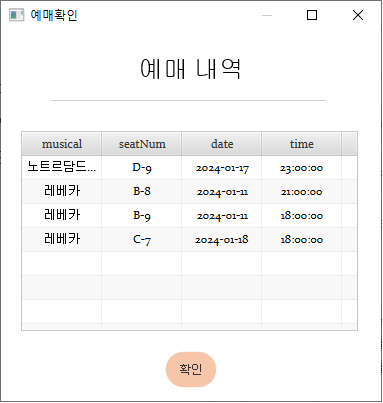 예매확인
예매 내역
musical seatNum date time
노트르담드... D-9 2024-01-17 23:00:00
레베카 B-8 2024-01-11 21:00:00
레베카 B-9 2024-01-11 18:00:00
레베카 C-7 2024-01-18 18:00:00
확인